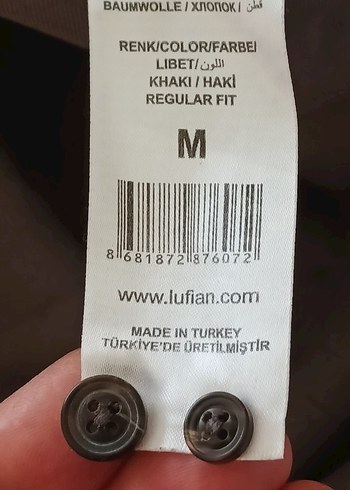 BAUMWOLLE / ХЛОПОК / قطن
RENK/COLOR/FARBE/
LIBET/اللون
KHAKI / HAKİ
REGULAR FIT
M
8 681872 876072
www.lufian.com
MADE IN TURKEY
TÜRKİYE'DE ÜRETİLMİŞTİR